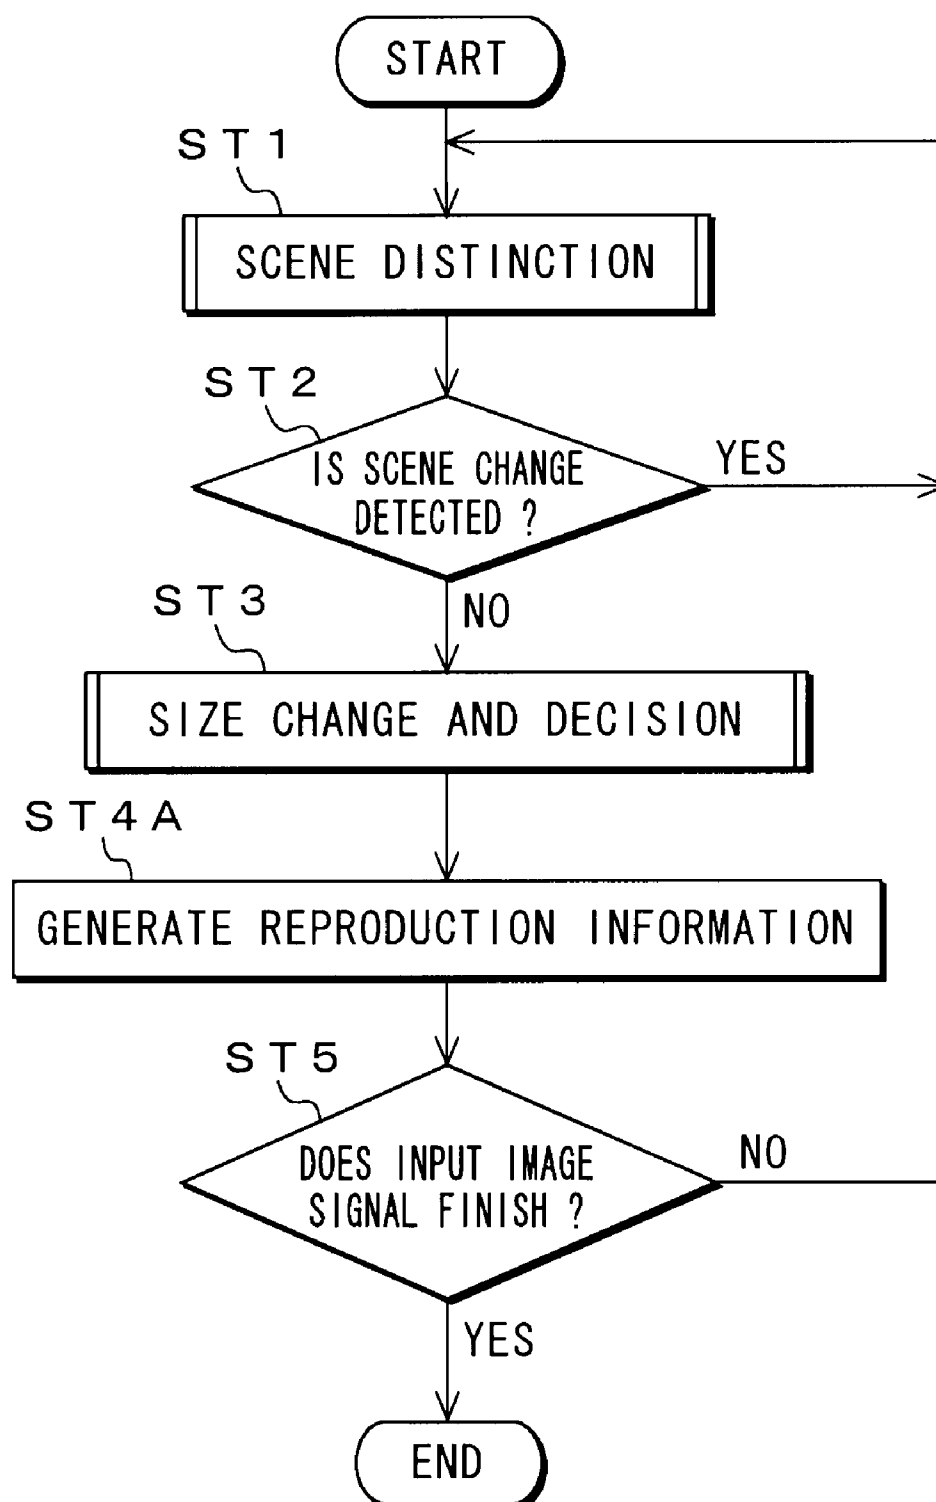 START
ST1
SCENE DISTINCTION
ST2
IS SCENE CHANGE
DETECTED ?
YES
NO
ST3
SIZE CHANGE AND DECISION
ST4A
GENERATE REPRODUCTION INFORMATION
ST5
DOES INPUT IMAGE
SIGNAL FINISH ?
NO
YES
END